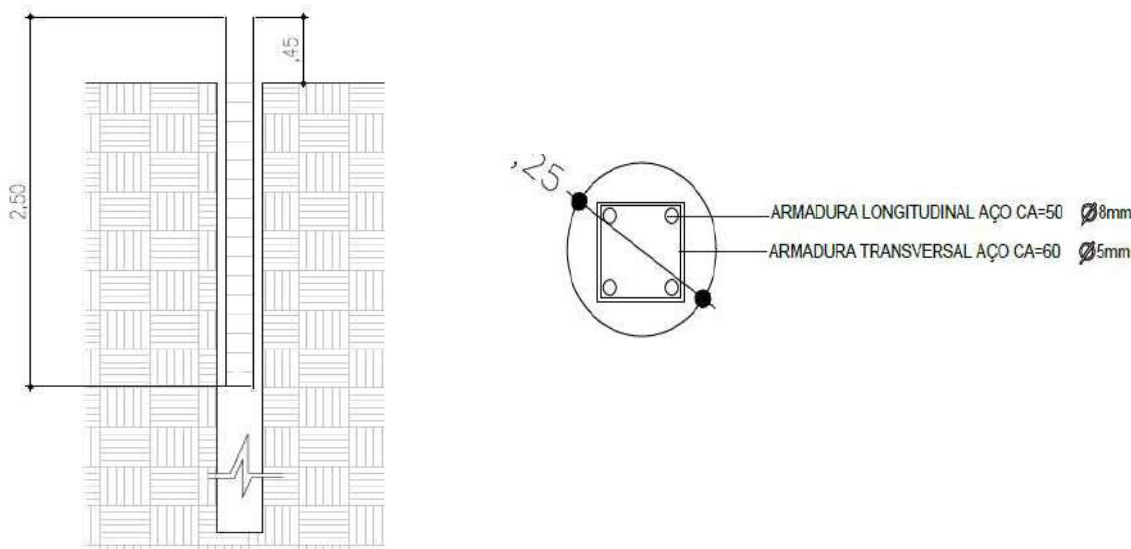 2,50
,45
,25
ARMADURA LONGITUDINAL AÇO CA=50 Ø8mm
ARMADURA TRANSVERSAL AÇO CA=60 Ø5mm